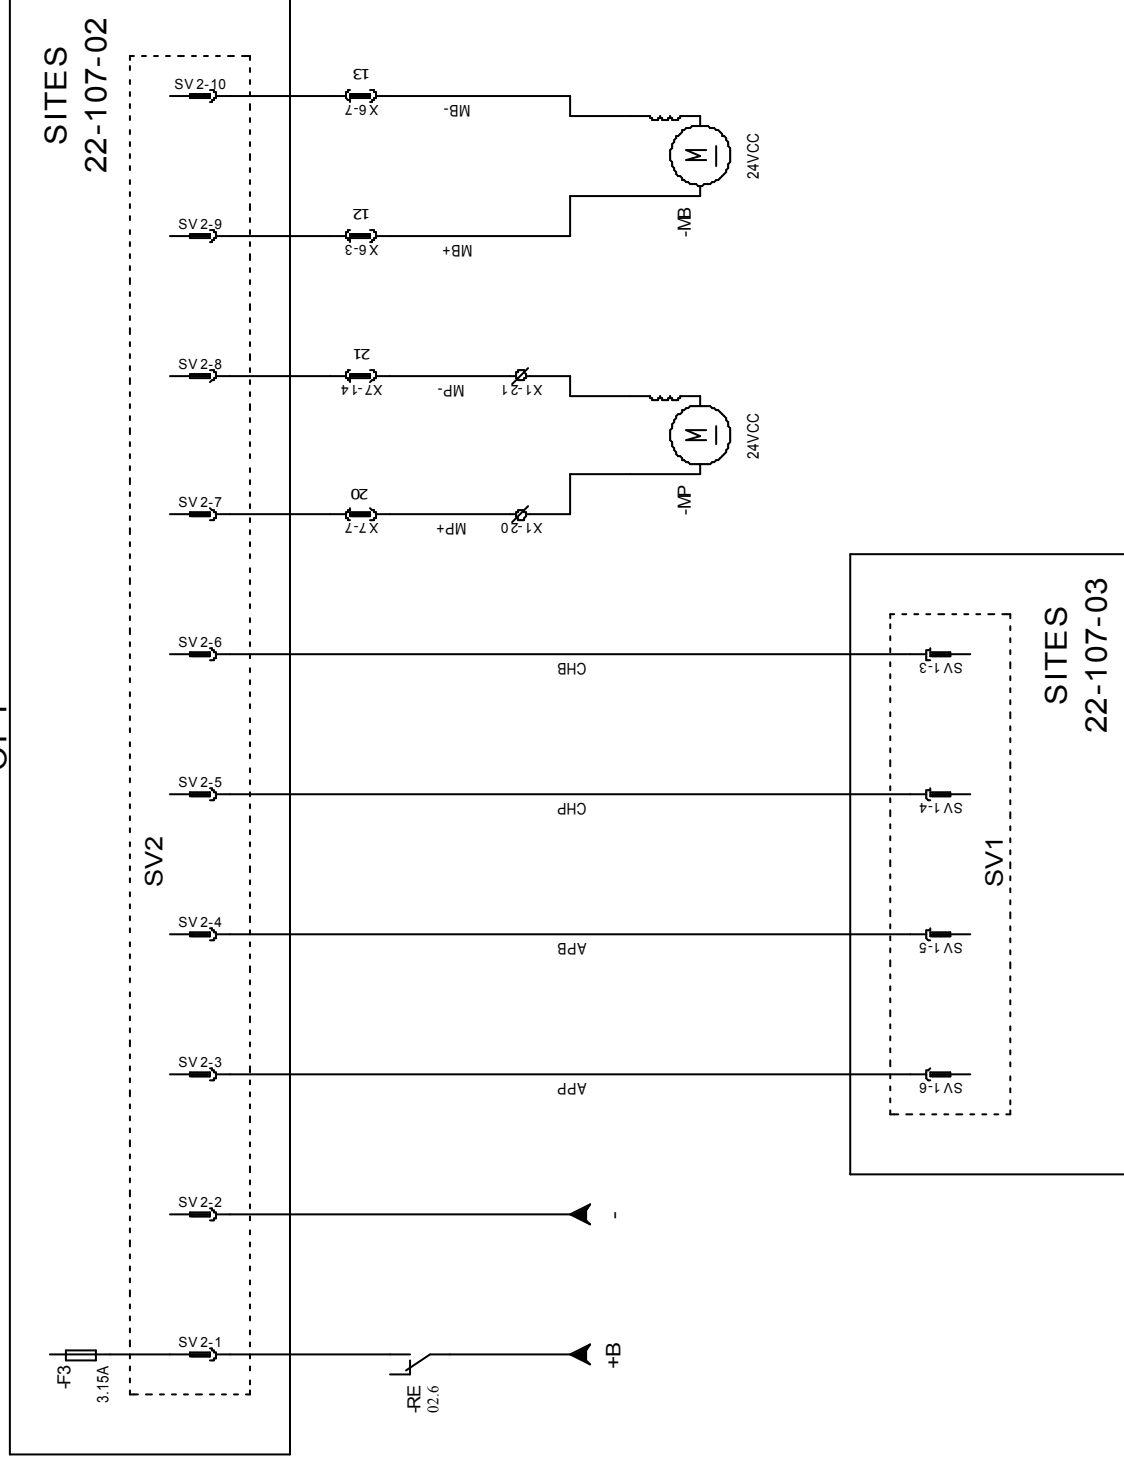 SITES
22-107-02
SV2-10
13
X6-7
MB-
24VCC
M
-MB
SV2-9
12
X6-3
MB+
SV2-8
21
X7-14
MP-
X1-21
24VCC
M
-MP
SV2-7
20
X7-7
MP+
X1-20
SV2-6
CHB
SV1-3
SITES
22-107-03
SV2-5
CHP
SV1-4
SV2
SV1
SV2-4
APB
SV1-5
SV2-3
APP
SV1-6
SV2-2
-
SV2-1
-F3
3.15A
-RE
02.6
+B